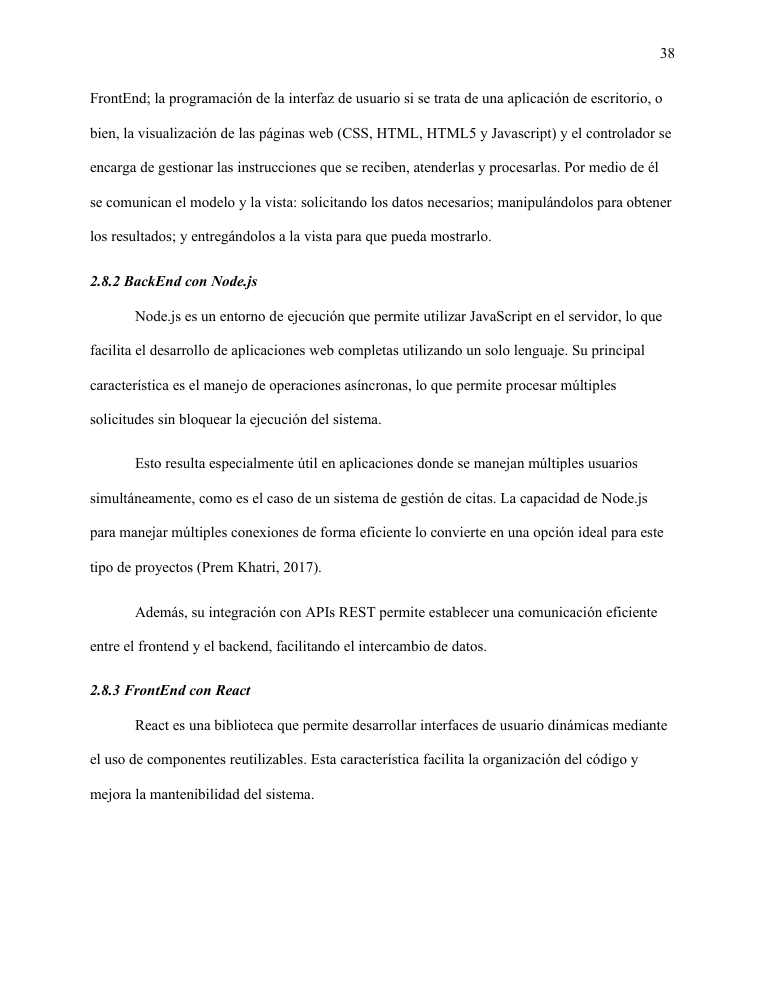 38
FrontEnd; la programación de la interfaz de usuario si se trata de una aplicación de escritorio, o
bien, la visualización de las páginas web (CSS, HTML, HTML5 y Javascript) y el controlador se
encarga de gestionar las instrucciones que se reciben, atenderlas y procesarlas. Por medio de él
se comunican el modelo y la vista: solicitando los datos necesarios; manipulándolos para obtener
los resultados; y entregándolos a la vista para que pueda mostrarlo.
2.8.2 BackEnd con Node.js
Node.js es un entorno de ejecución que permite utilizar JavaScript en el servidor, lo que
facilita el desarrollo de aplicaciones web completas utilizando un solo lenguaje. Su principal
característica es el manejo de operaciones asíncronas, lo que permite procesar múltiples
solicitudes sin bloquear la ejecución del sistema.
Esto resulta especialmente útil en aplicaciones donde se manejan múltiples usuarios
simultáneamente, como es el caso de un sistema de gestión de citas. La capacidad de Node.js
para manejar múltiples conexiones de forma eficiente lo convierte en una opción ideal para este
tipo de proyectos (Prem Khatri, 2017).
Además, su integración con APIs REST permite establecer una comunicación eficiente
entre el frontend y el backend, facilitando el intercambio de datos.
2.8.3 FrontEnd con React
React es una biblioteca que permite desarrollar interfaces de usuario dinámicas mediante
el uso de componentes reutilizables. Esta característica facilita la organización del código y
mejora la mantenibilidad del sistema.